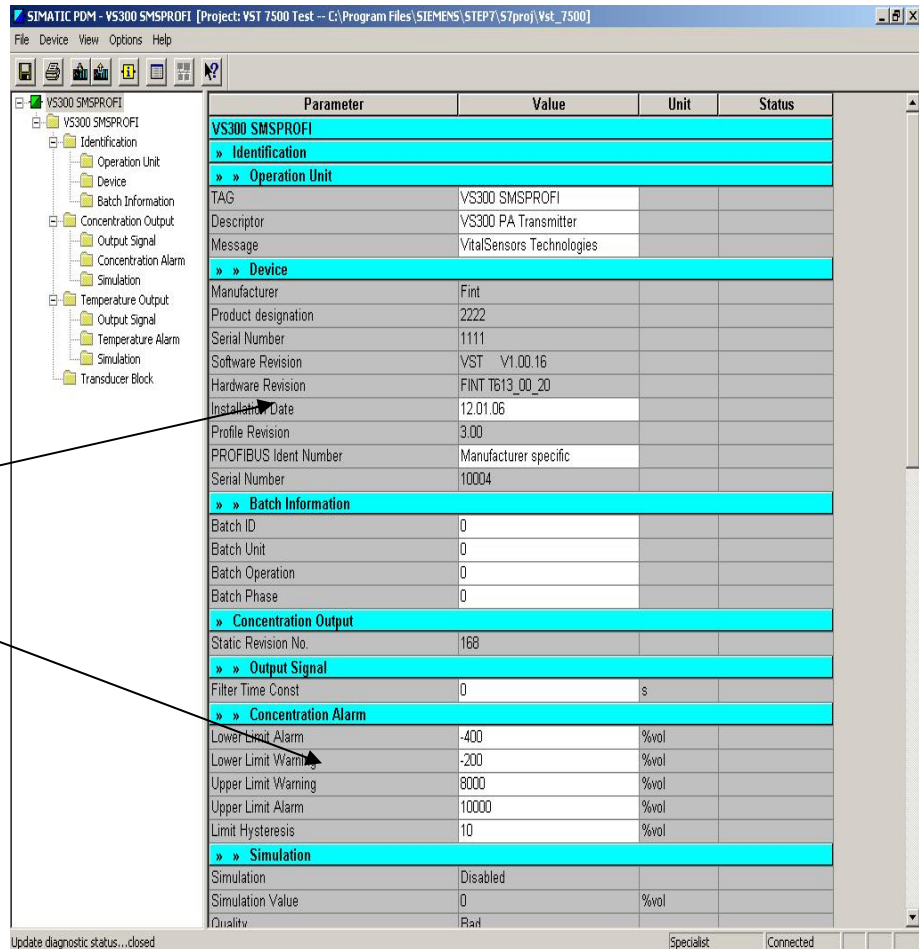 SIMATIC PDM - VS300 SMSPROFI [Project: VST 7500 Test -- C:\Program Files\SIEMENS\STEP7\S7proj\Vst_7500]
File Device View Options Help
VS300 SMSPROFI
VS300 SMSPROFI
Identification
Operation Unit
Device
Batch Information
Concentration Output
Output Signal
Concentration Alarm
Simulation
Temperature Output
Output Signal
Temperature Alarm
Simulation
Transducer Block
Parameter Value Unit Status
VS300 SMSPROFI
» Identification
» » Operation Unit
TAG VS300 SMSPROFI
Descriptor VS300 PA Transmitter
Message VitalSensors Technologies
» » Device
Manufacturer Fint
Product designation 2222
Serial Number 1111
Software Revision VST V1.00.16
Hardware Revision FINT T613_00_20
Installation Date 12.01.06
Profile Revision 3.00
PROFIBUS Ident Number Manufacturer specific
Serial Number 10004
» » Batch Information
Batch ID 0
Batch Unit 0
Batch Operation 0
Batch Phase 0
» Concentration Output
Static Revision No. 168
» » Output Signal
Filter Time Const 0 s
» » Concentration Alarm
Lower Limit Alarm -400 %vol
Lower Limit Warning -200 %vol
Upper Limit Warning 8000 %vol
Upper Limit Alarm 10000 %vol
Limit Hysteresis 10 %vol
» » Simulation
Simulation Disabled
Simulation Value 0 %vol
Quality Bad
Update diagnostic status...closed Specialist Connected